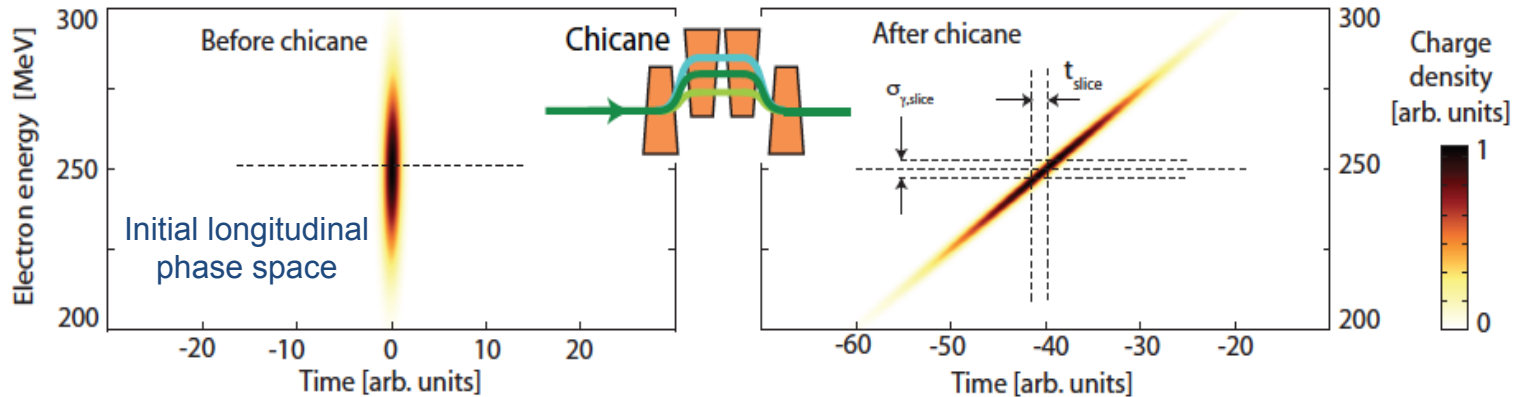 Electron energy [MeV]
300
250
200
Before chicane
Initial longitudinal
phase space
-20
-10
0
10
20
Time [arb. units]
Chicane
After chicane
σγ,slice
tslice
-60
-50
-40
-30
-20
Time [arb. units]
300
250
200
Charge
density
[arb. units]
1
0